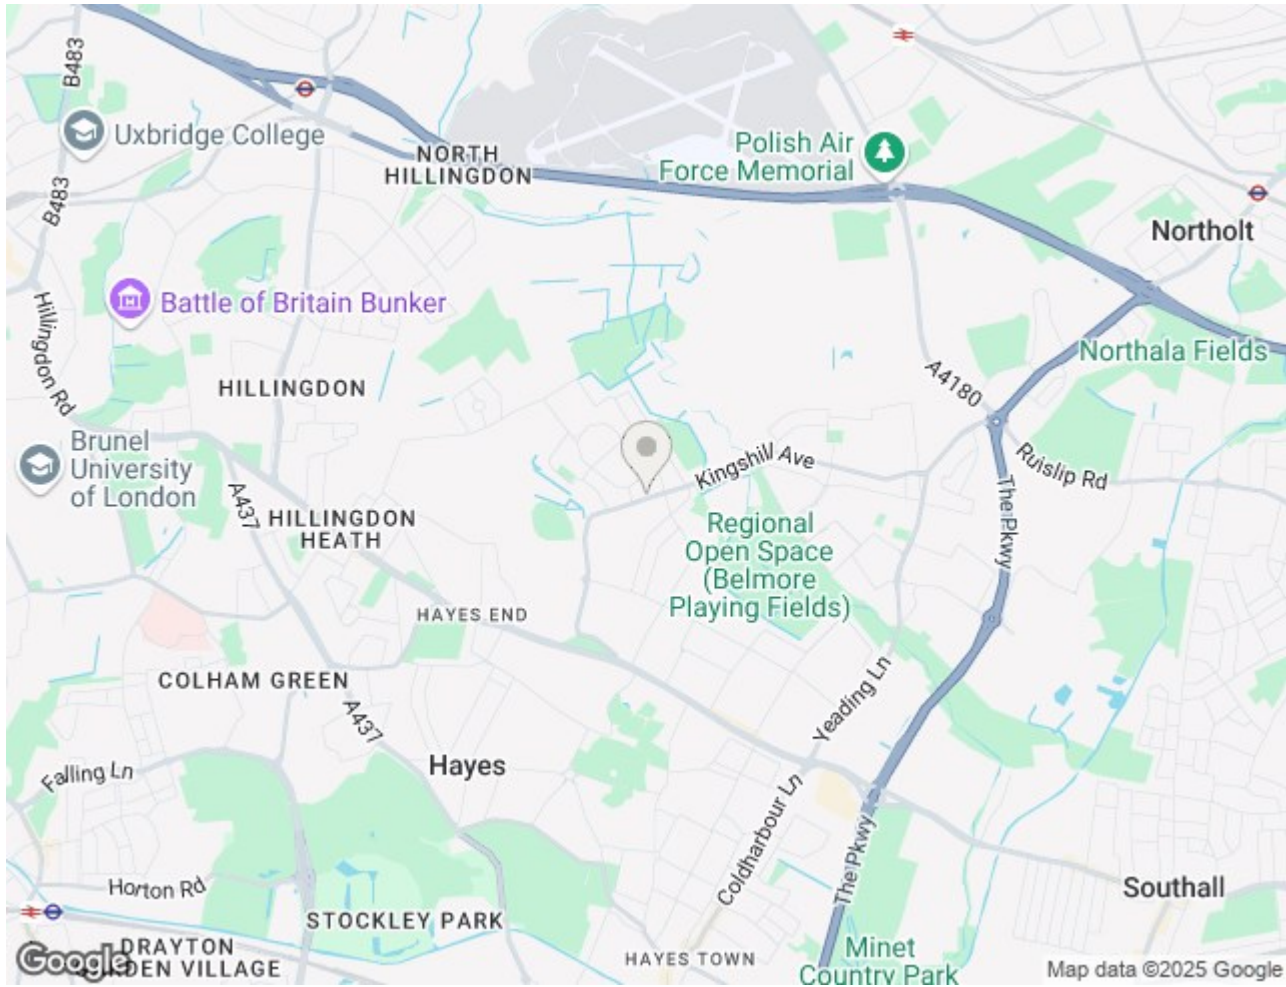 B483
Uxbridge College
NORTH
HILLINGDON
Polish Air
Force Memorial
B483
Northolt
Battle of Britain Bunker
Hillingdon Rd
Northala Fields
HILLINGDON
A4180
Brunel
University
of London
Kingshill Ave
Ruislip Rd
A437
The Pkwy
HILLINGDON
HEATH
Regional
Open Space
(Belmore
Playing Fields)
HAYES END
COLHAM GREEN
A437
Yeading Ln
Hayes
Falling Ln
Coldharbour Ln
The Pkwy
Horton Rd
Southall
STOCKLEY PARK
DRAYTON
GARDEN VILLAGE
HAYES TOWN
Minet
Country Park
Google
Map data ©2025 Google